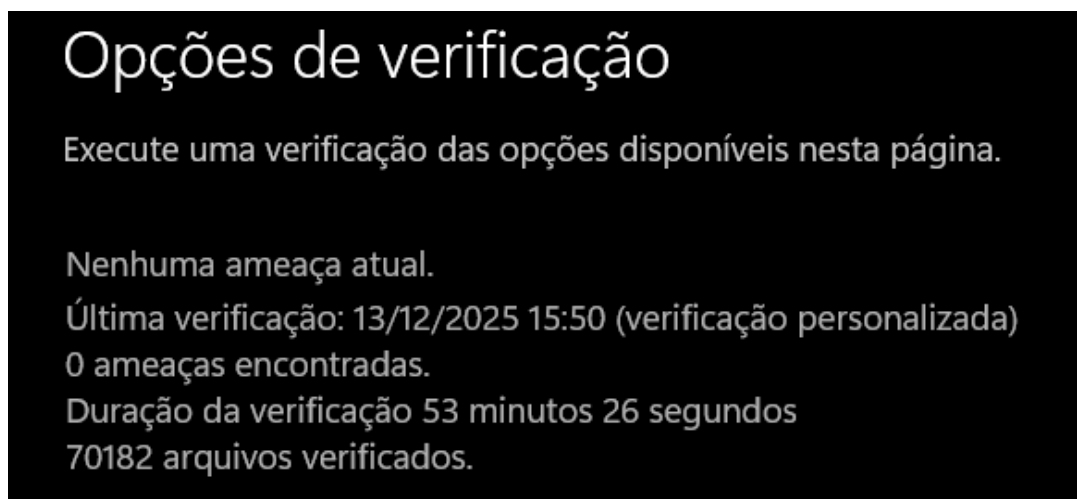 Opções de verificação
Execute uma verificação das opções disponíveis nesta página.
Nenhuma ameaça atual.
Última verificação: 13/12/2025 15:50 (verificação personalizada)
0 ameaças encontradas.
Duração da verificação 53 minutos 26 segundos
70182 arquivos verificados.